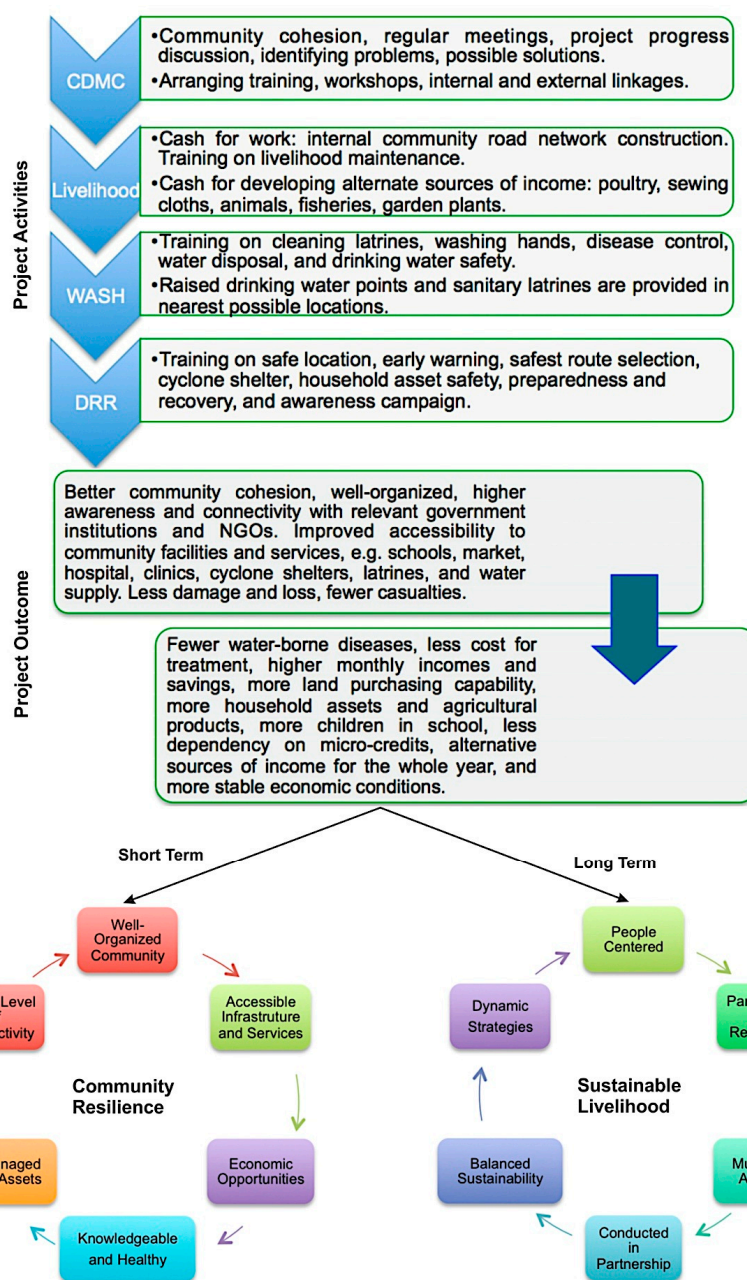 Project Activities
CDMC
•Community cohesion, regular meetings, project progress
discussion, identifying problems, possible solutions.
•Arranging training, workshops, internal and external linkages.
Livelihood
•Cash for work: internal community road network construction.
Training on livelihood maintenance.
•Cash for developing alternate sources of income: poultry, sewing
cloths, animals, fisheries, garden plants.
WASH
•Training on cleaning latrines, washing hands, disease control,
water disposal, and drinking water safety.
•Raised drinking water points and sanitary latrines are provided in
nearest possible locations.
DRR
•Training on safe location, early warning, safest route selection,
cyclone shelter, household asset safety, preparedness and
recovery, and awareness campaign.
Project Outcome
Better community cohesion, well-organized, higher
awareness and connectivity with relevant government
institutions and NGOs. Improved accessibility to
community facilities and services, e.g. schools, market,
hospital, clinics, cyclone shelters, latrines, and water
supply. Less damage and loss, fewer casualties.
Fewer water-borne diseases, less cost for
treatment, higher monthly incomes and
savings, more land purchasing capability,
more household assets and agricultural
products, more children in school, less
dependency on micro-credits, alternative
sources of income for the whole year, and
more stable economic conditions.
Short Term
Long Term
Well-
Organized
Community
Accessible
Infrastruture
and Services
Level
Community
Resilience
Economic
Opportunities
Knowledgeable
and Healthy
Assets
People
Centered
Dynamic
Strategies
Sustainable
Livelihood
Balanced
Sustainability
Conducted
in
Partnership